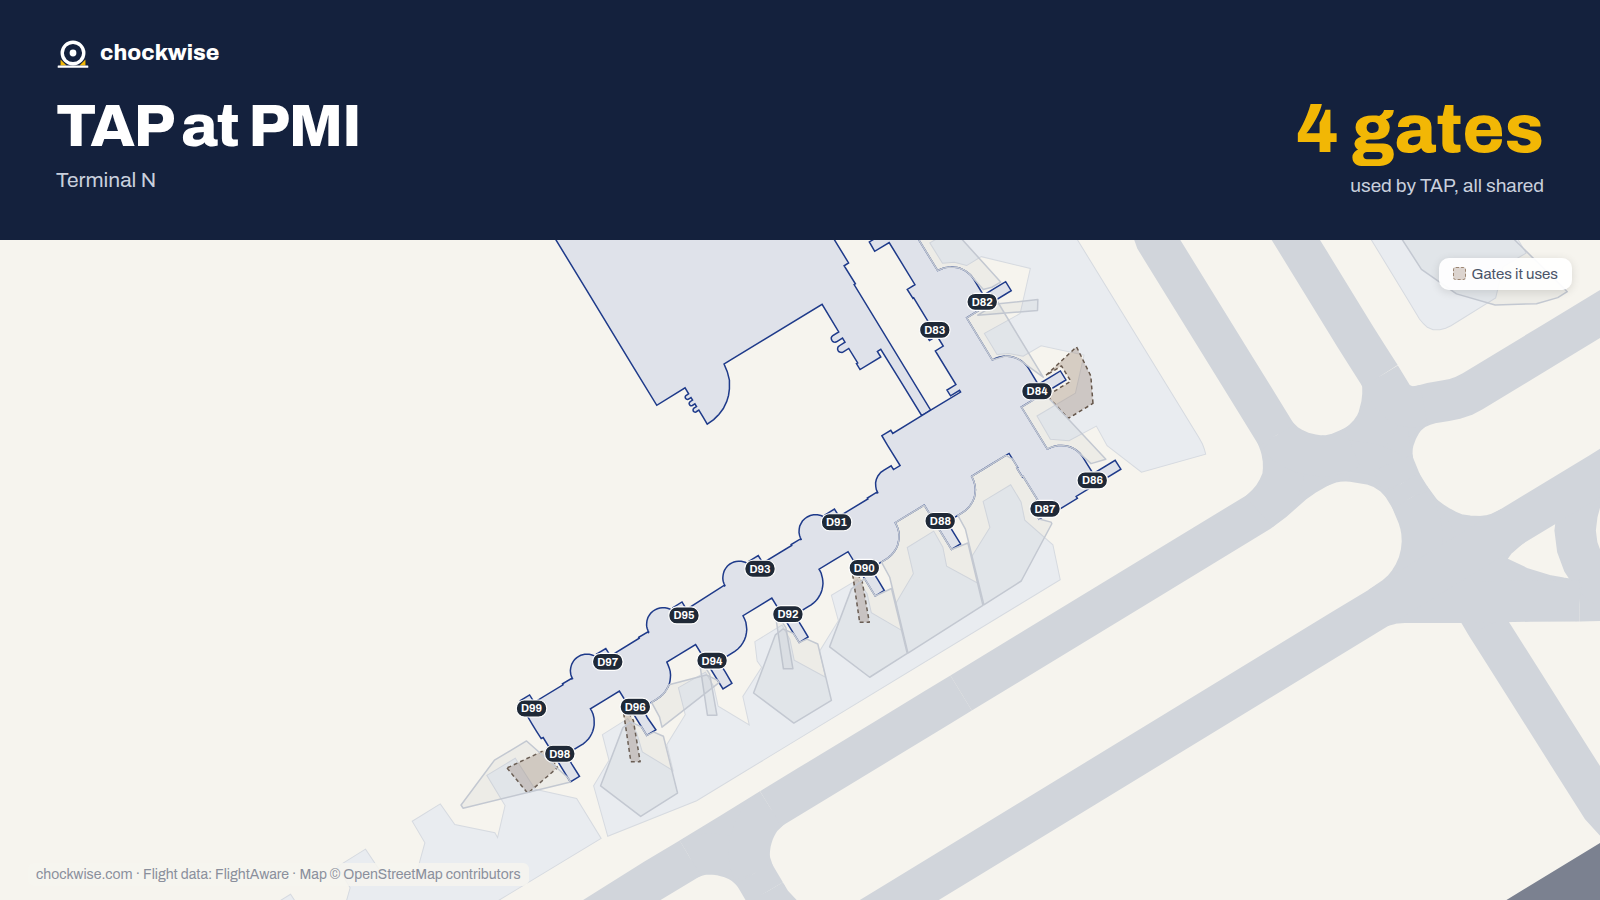 chockwise
TAP at PMI
Terminal N
4 gates
used by TAP, all shared
Gates it uses
D82
D83
D84
D86
D87
D88
D91
D90
D93
D92
D95
D94
D97
D96
D99
D98
chockwise.com · Flight data: FlightAware · Map © OpenStreetMap contributors